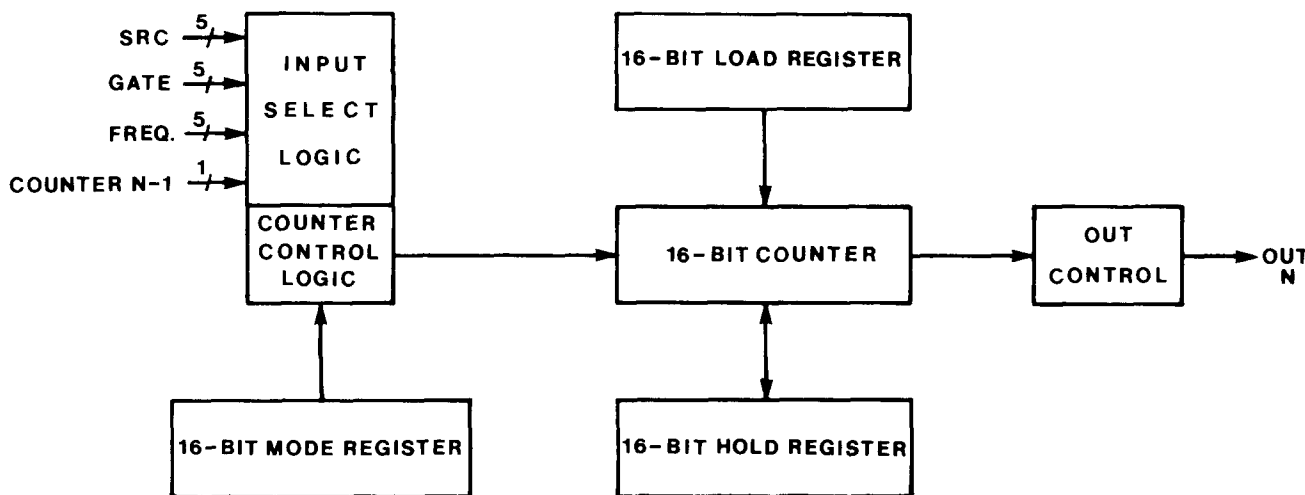 SRC 5
GATE 5
FREQ. 5
COUNTER N-1 1
INPUT
SELECT
LOGIC
COUNTER
CONTROL
LOGIC
16-BIT MODE REGISTER
16-BIT LOAD REGISTER
16-BIT COUNTER
16-BIT HOLD REGISTER
OUT
CONTROL
OUT
N